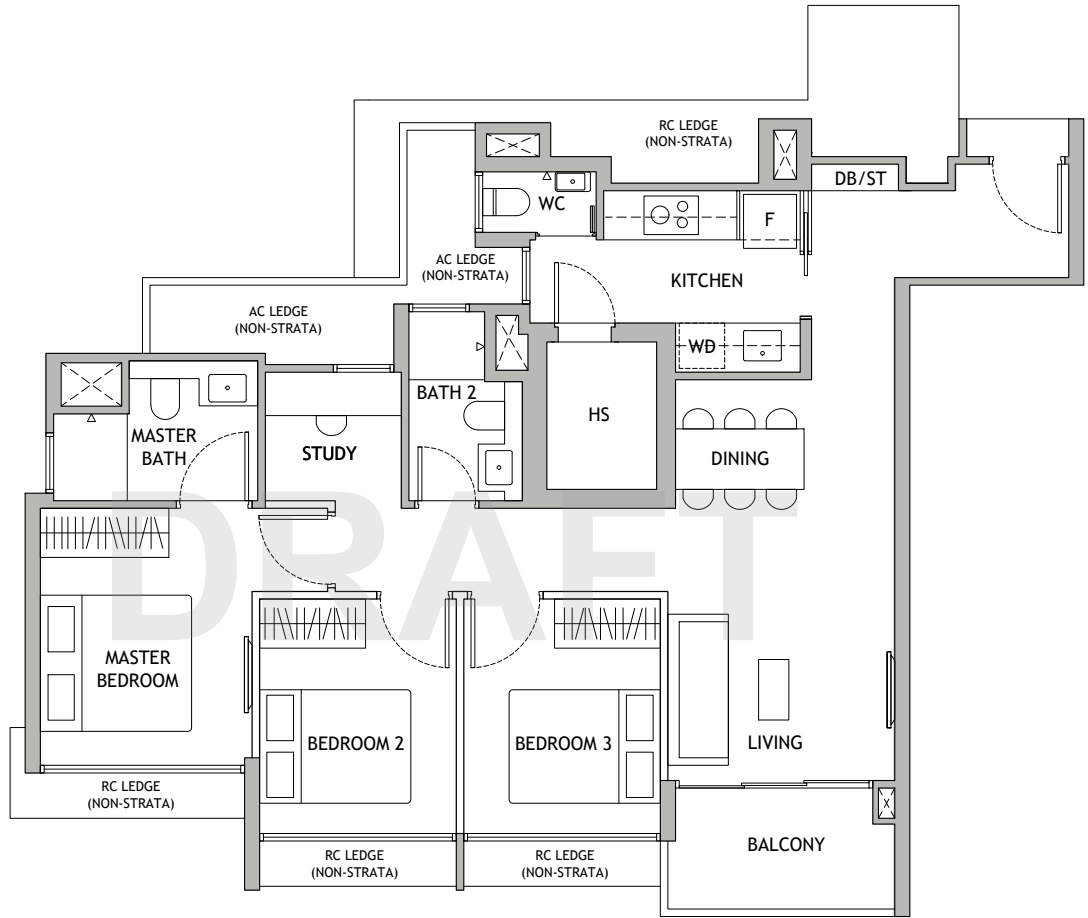 RC LEDGE
(NON-STRATA)
DB/ST
WC
F
AC LEDGE
(NON-STRATA)
KITCHEN
AC LEDGE
(NON-STRATA)
WD
BATH 2
HS
MASTER
BATH
STUDY
DINING
DRAFT
MASTER
BEDROOM
BEDROOM 2
BEDROOM 3
LIVING
RC LEDGE
(NON-STRATA)
BALCONY
RC LEDGE
(NON-STRATA)
RC LEDGE
(NON-STRATA)